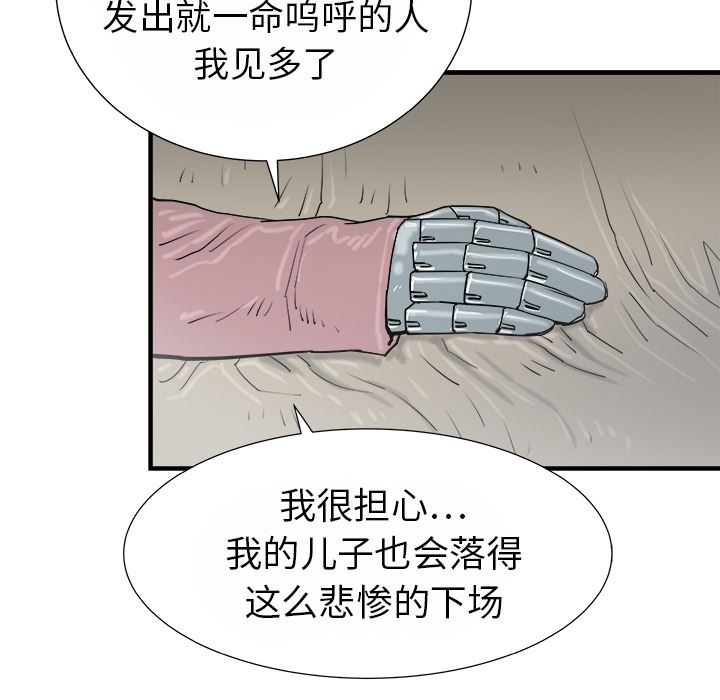 发出就一命呜呼的人
我见多了
我很担心...
我的儿子也会落得
这么悲惨的下场